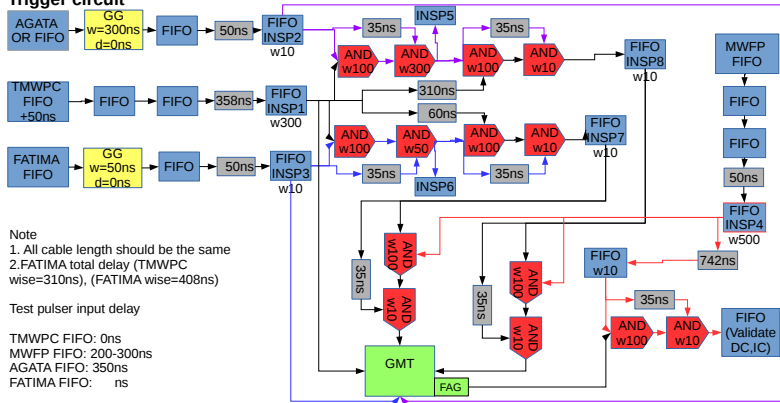 Trigger circuit
AGATA
OR FIFO
GG
w=300ns
d=0ns
FIFO
50ns
FIFO
INSP2
w10
35ns
INSP5
35ns
AND
w100
AND
w300
AND
w100
AND
w10
FIFO
INSP8
w10
MWFP
FIFO
TMWPC
FIFO
+50ns
FIFO
FIFO
358ns
FIFO
INSP1
w300
310ns
60ns
FIFO
FIFO
INSP7
w10
AND
w100
AND
w50
AND
w100
AND
w10
FIFO
FATIMA
FIFO
GG
w=50ns
d=0ns
FIFO
50ns
FIFO
INSP3
w10
35ns
INSP6
35ns
50ns
FIFO
INSP4
w500
Note
1. All cable length should be the same
2.FATIMA total delay (TMWPC
wise=310ns), (FATIMA wise=408ns)
Test pulser input delay
TMWPC FIFO: 0ns
MWFP FIFO: 200-300ns
AGATA FIFO: 350ns
FATIMA FIFO: ns
AND
w100
35ns
AND
w10
AND
w100
35ns
AND
w10
FIFO
w10
742ns
35ns
AND
w100
AND
w10
FIFO
(Validate
DC,IC)
GMT
FAG